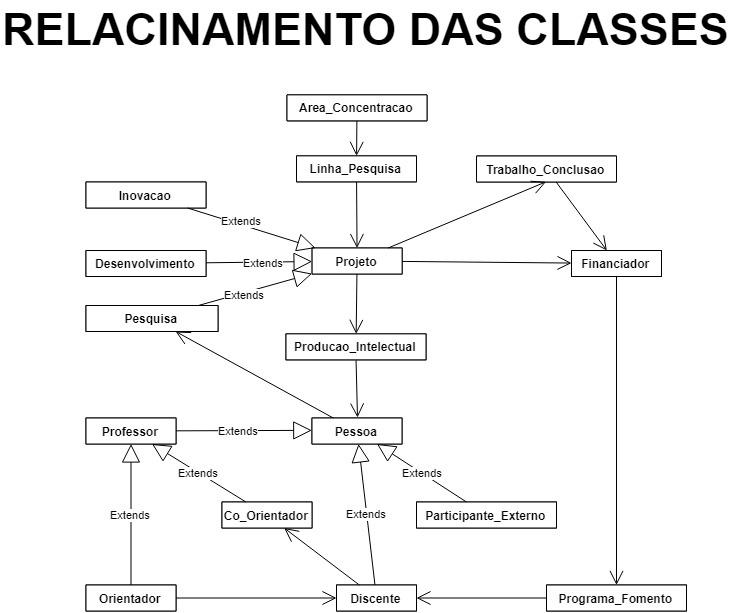 RELACINAMENTO DAS CLASSES
Area_Concentracao
Linha_Pesquisa
Trabalho_Conclusao
Inovacao
Extends
Desenvolvimento
Extends
Projeto
Financiador
Extends
Pesquisa
Producao_Intelectual
Professor
Extends
Pessoa
Extends
Extends
Extends
Extends
Co_Orientador
Participante_Externo
Orientador
Discente
Programa_Fomento